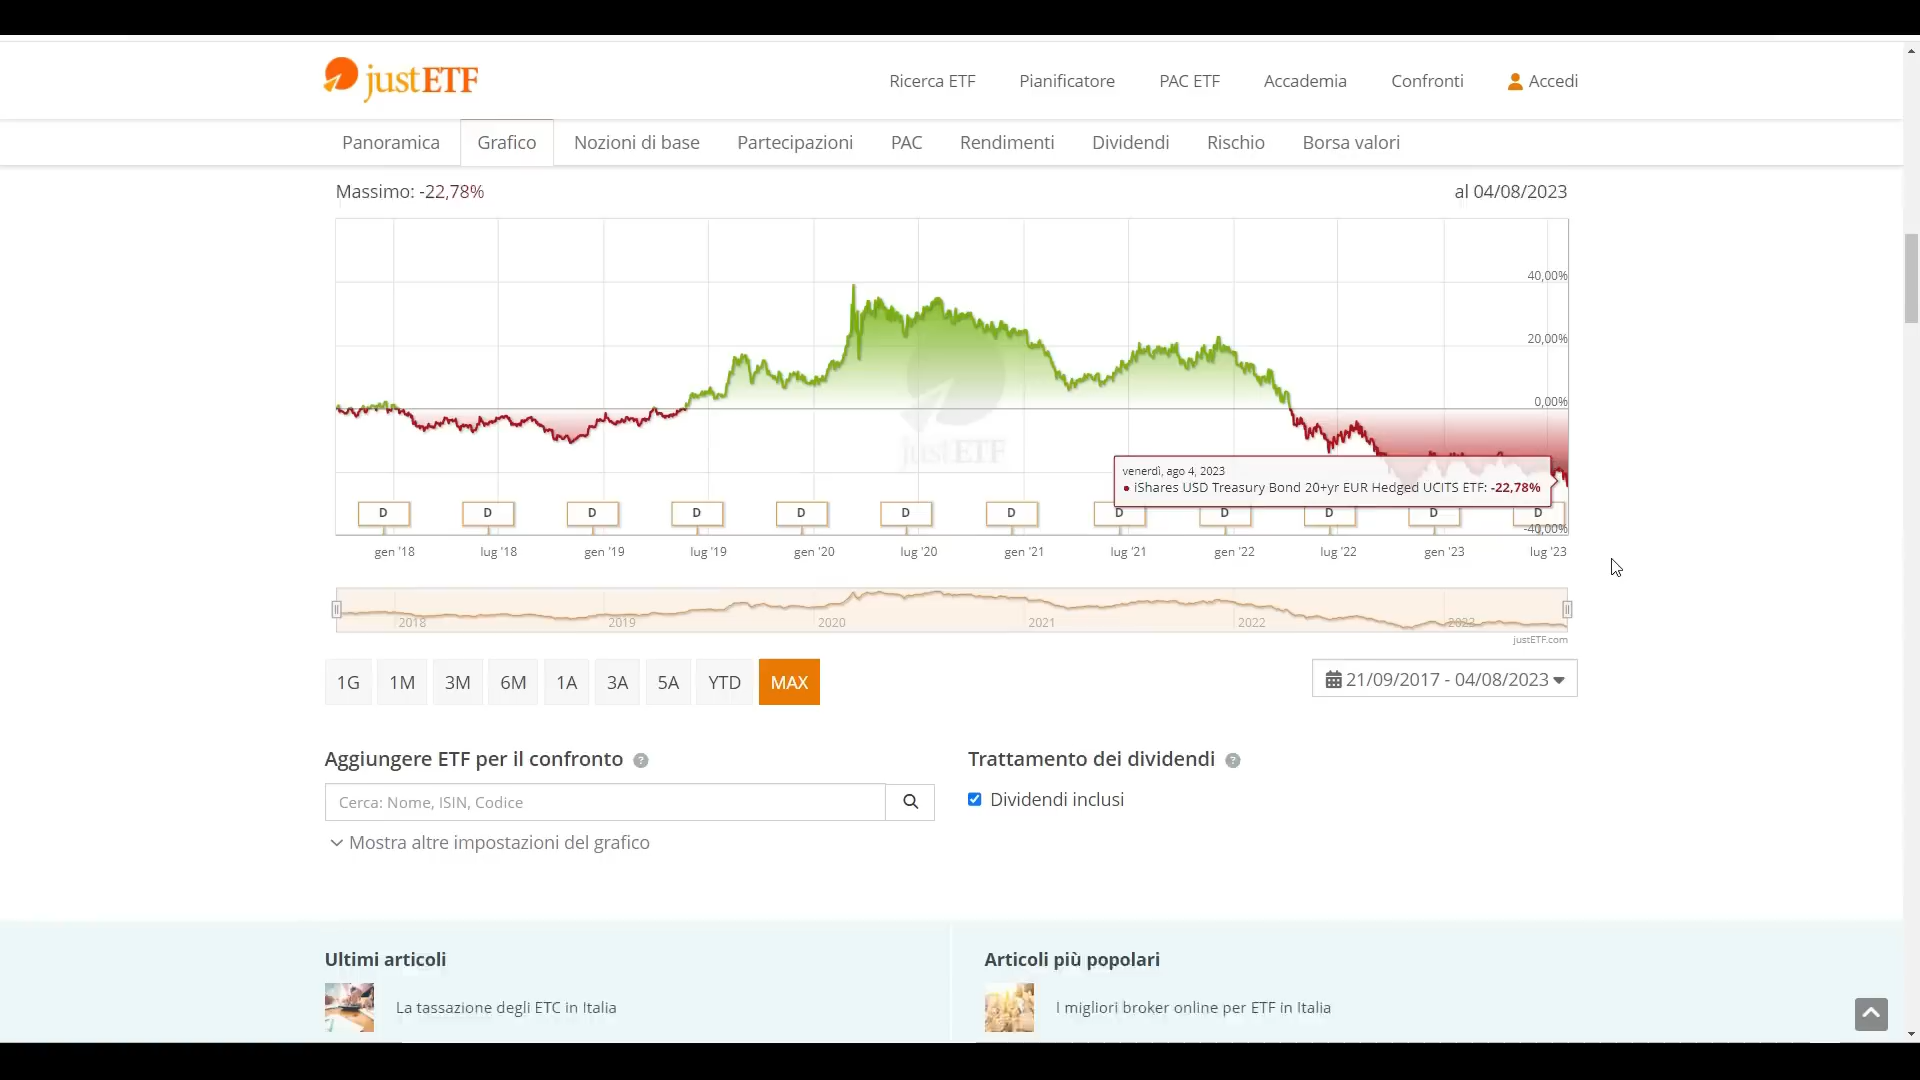 justETF
Ricerca ETF Pianificatore PAC ETF Accademia Confronti Accedi
Panoramica Grafico Nozioni di base Partecipazioni PAC Rendimenti Dividendi Rischio Borsa valori
Massimo: -22,78% al 04/08/2023
40,00%
20,00%
0,00%
justETF
venerdì, ago 4, 2023
iShares USD Treasury Bond 20+yr EUR Hedged UCITS ETF: -22,78%
D D D D D D D D D D D D
-40,00%
gen '18 lug '18 gen '19 lug '19 gen '20 lug '20 gen '21 lug '21 gen '22 lug '22 gen '23 lug '23
2018 2019 2020 2021 2022 2023
justETF.com
1G 1M 3M 6M 1A 3A 5A YTD MAX 21/09/2017 - 04/08/2023
Aggiungere ETF per il confronto ? Trattamento dei dividendi ?
Cerca: Nome, ISIN, Codice Dividendi inclusi
Mostra altre impostazioni del grafico
Ultimi articoli Articoli più popolari
La tassazione degli ETC in Italia I migliori broker online per ETF in Italia